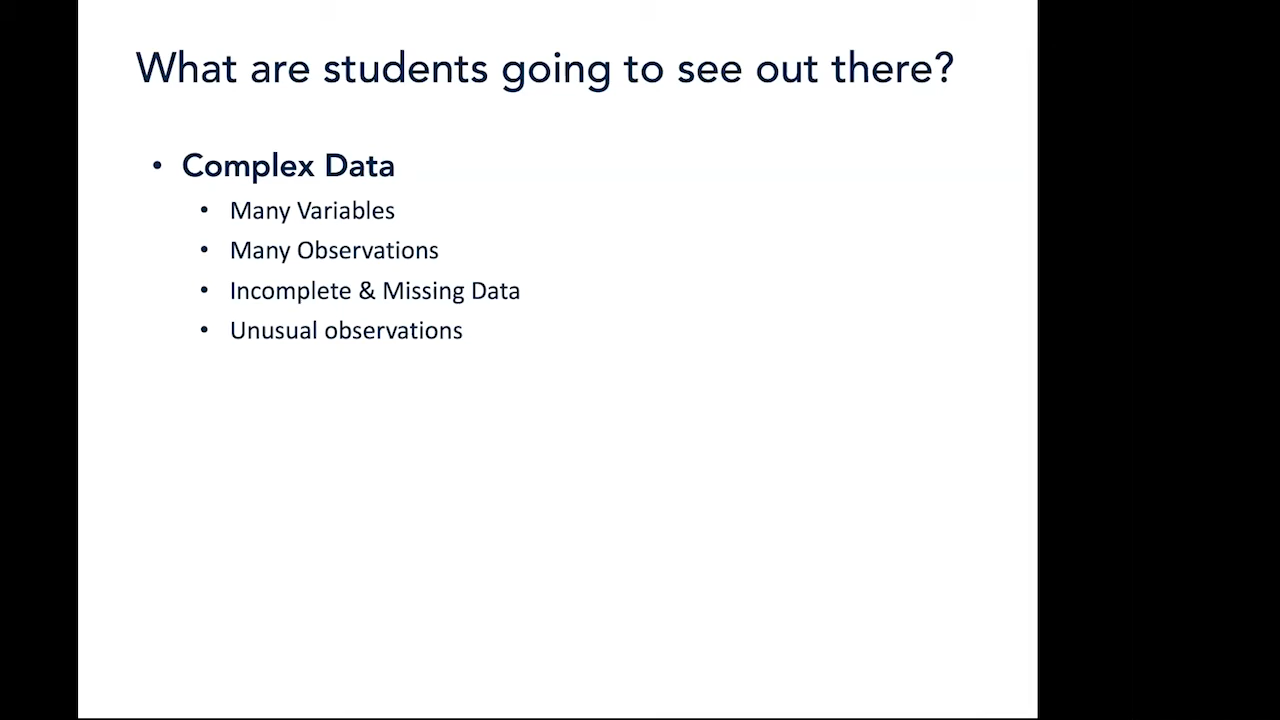 What are students going to see out there?
• Complex Data
• Many Variables
• Many Observations
• Incomplete & Missing Data
• Unusual observations